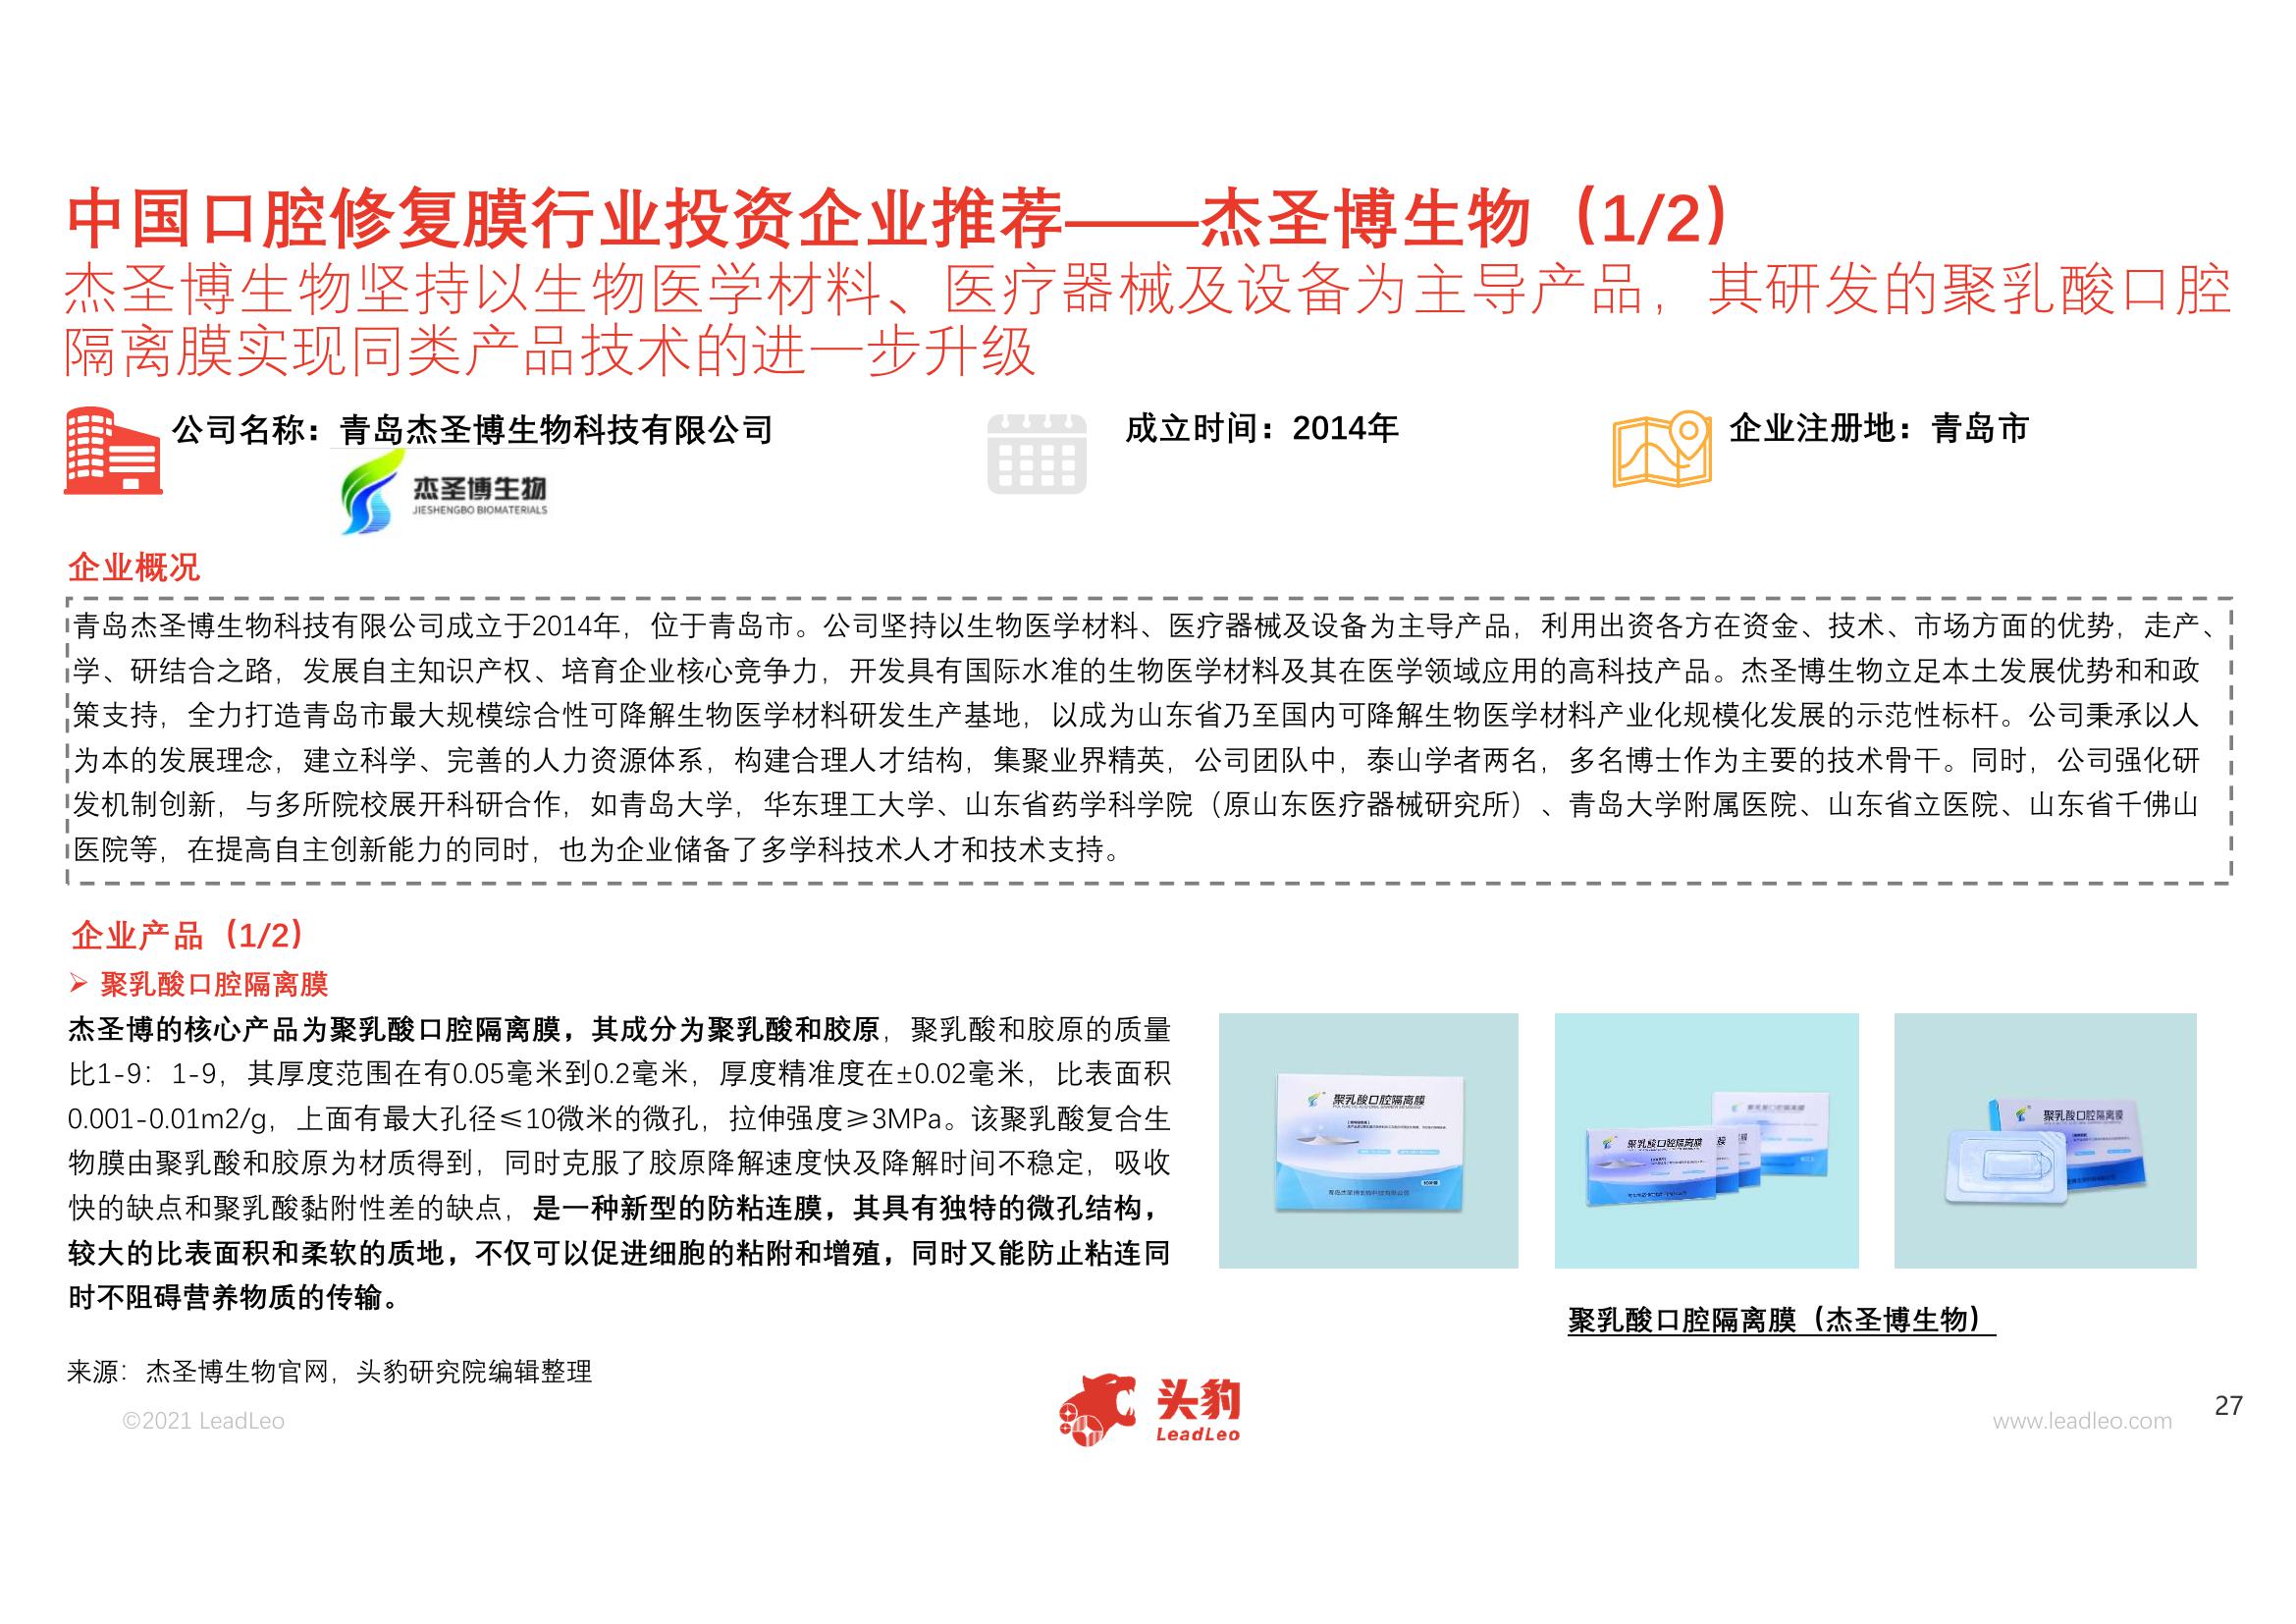 中国口腔修复膜行业投资企业推荐——杰圣博生物（1/2）
杰圣博生物坚持以生物医学材料、医疗器械及设备为主导产品，其研发的聚乳酸口腔
隔离膜实现同类产品技术的进一步升级
公司名称：青岛杰圣博生物科技有限公司
成立时间：2014年
企业注册地：青岛市
杰圣博生物
JIESHENGBO BIOMATERIALS
企业概况
青岛杰圣博生物科技有限公司成立于2014年，位于青岛市。公司坚持以生物医学材料、医疗器械及设备为主导产品，利用出资各方在资金、技术、市场方面的优势，走产、
学、研结合之路，发展自主知识产权、培育企业核心竞争力，开发具有国际水准的生物医学材料及其在医学领域应用的高科技产品。杰圣博生物立足本土发展优势和和政
策支持，全力打造青岛市最大规模综合性可降解生物医学材料研发生产基地，以成为山东省乃至国内可降解生物医学材料产业化规模化发展的示范性标杆。公司秉承以人
为本的发展理念，建立科学、完善的人力资源体系，构建合理人才结构，集聚业界精英，公司团队中，泰山学者两名，多名博士作为主要的技术骨干。同时，公司强化研
发机制创新，与多所院校展开科研合作，如青岛大学，华东理工大学、山东省药学科学院（原山东医疗器械研究所）、青岛大学附属医院、山东省立医院、山东省千佛山
医院等，在提高自主创新能力的同时，也为企业储备了多学科技术人才和技术支持。
企业产品（1/2）
➢ 聚乳酸口腔隔离膜
杰圣博的核心产品为聚乳酸口腔隔离膜，其成分为聚乳酸和胶原，聚乳酸和胶原的质量
比1-9：1-9，其厚度范围在有0.05毫米到0.2毫米，厚度精准度在±0.02毫米，比表面积
0.001-0.01m2/g，上面有最大孔径≤10微米的微孔，拉伸强度≥3MPa。该聚乳酸复合生
物膜由聚乳酸和胶原为材质得到，同时克服了胶原降解速度快及降解时间不稳定，吸收
快的缺点和聚乳酸黏附性差的缺点，是一种新型的防粘连膜，其具有独特的微孔结构，
较大的比表面积和柔软的质地，不仅可以促进细胞的粘附和增殖，同时又能防止粘连同
时不阻碍营养物质的传输。
聚乳酸口腔隔离膜
聚乳酸口腔隔离膜
聚乳酸口腔隔离膜
聚乳酸口腔隔离膜（杰圣博生物）
来源：杰圣博生物官网，头豹研究院编辑整理
©2021 LeadLeo
头豹
LeadLeo
www.leadleo.com
27